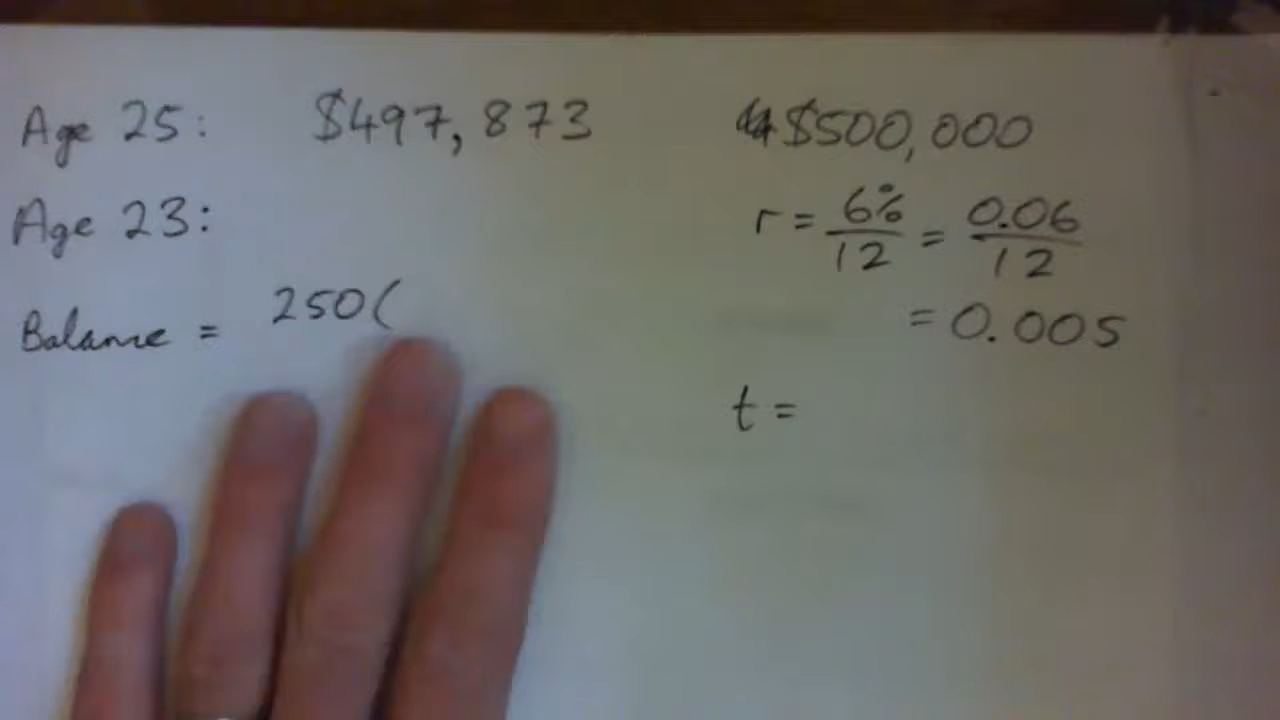 Age 25: $497,873
Age 23:
Balance = 250(
$500,000
r = 6%/12 = 0.06/12
= 0.005
t =